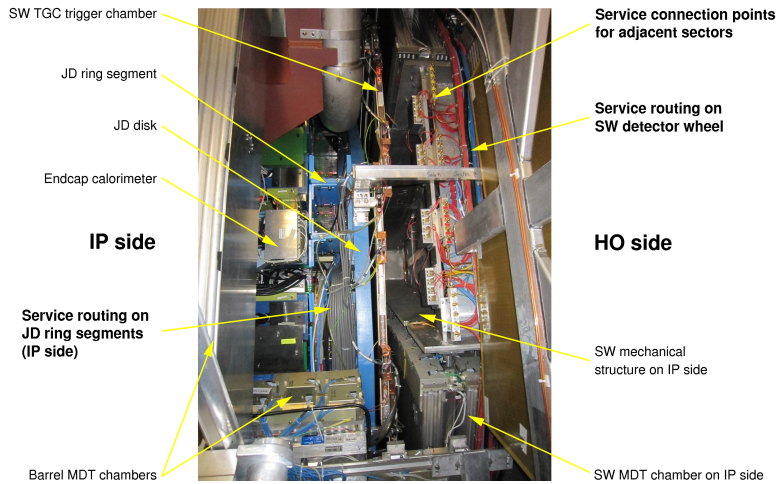 SW TGC trigger chamber
JD ring segment
JD disk
Endcap calorimeter
IP side
Service routing on
JD ring segments
(IP side)
Barrel MDT chambers
Service connection points
for adjacent sectors
Service routing on
SW detector wheel
HO side
SW mechanical
structure on IP side
SW MDT chamber on IP side